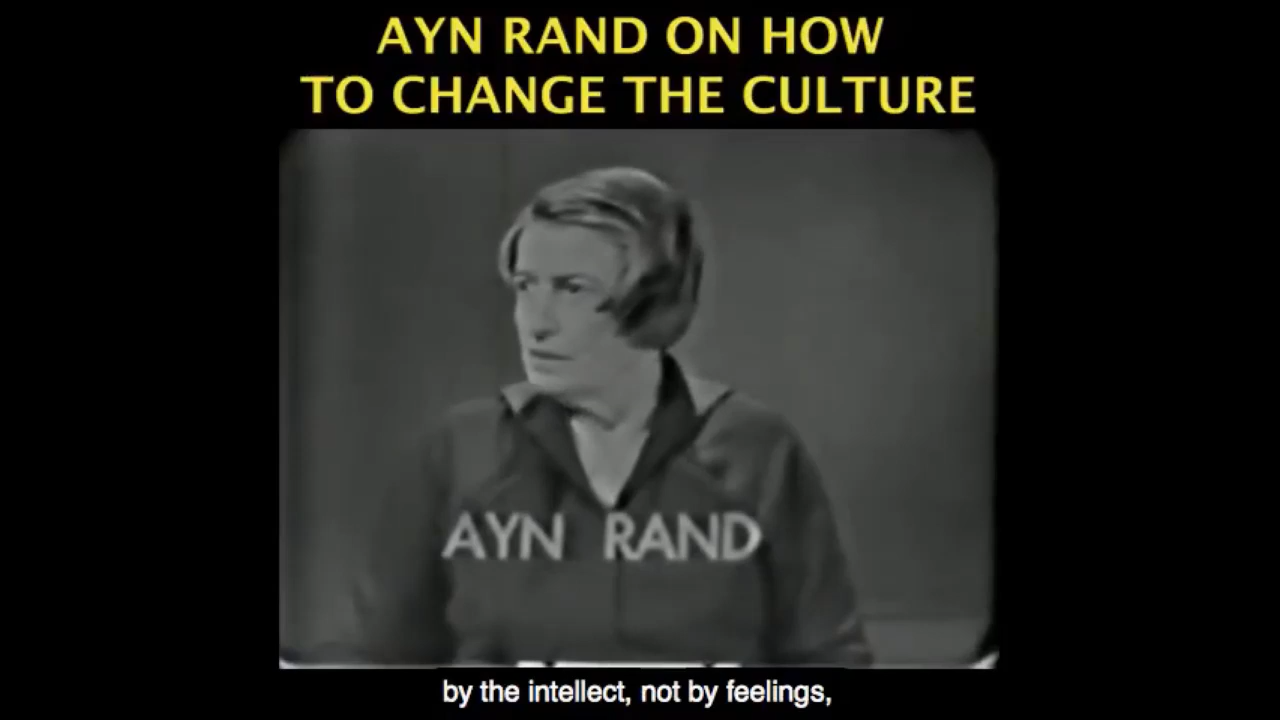 AYN RAND ON HOW
TO CHANGE THE CULTURE
AYN RAND
by the intellect, not by feelings,